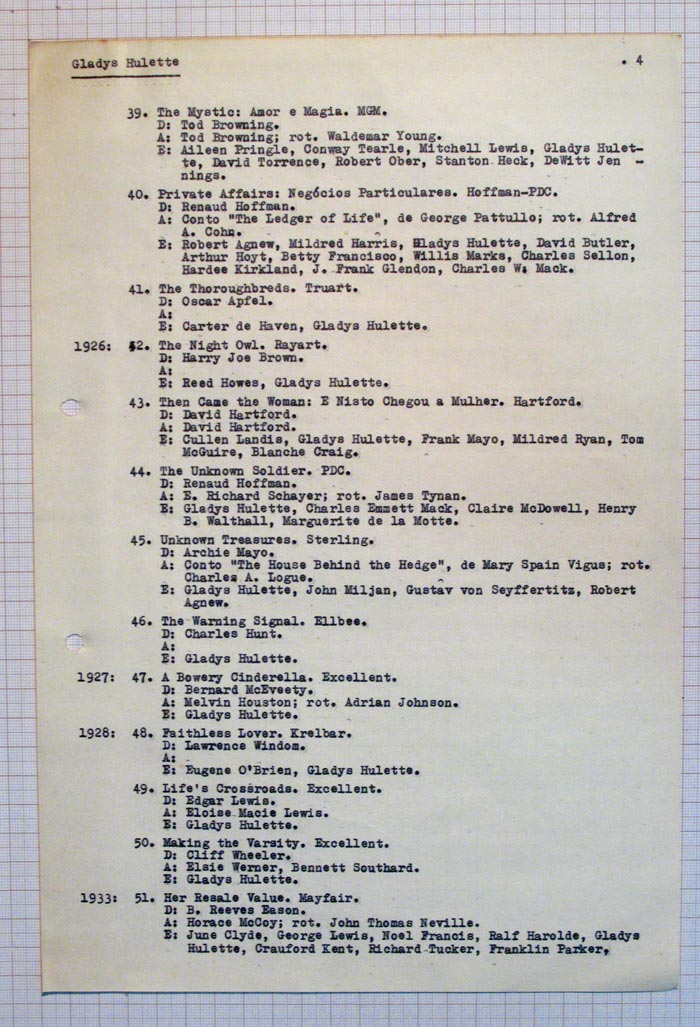 Gladys Hulette . 4
39. The Mystic: Amor e Magia. MGM.
D: Tod Browning.
A: Tod Browning; rot. Waldemar Young.
E: Aileen Pringle, Conway Tearle, Mitchell Lewis, Gladys Hulet-
te, David Torrence, Robert Ober, Stanton Heck, DeWitt Jen -
nings.
40. Private Affairs: Negócios Particulares. Hoffman-PDC.
D: Renaud Hoffman.
A: Conto "The Ledger of Life", de George Pattullo; rot. Alfred
A. Cohn.
E: Robert Agnew, Mildred Harris, Gladys Hulette, David Butler,
Arthur Hoyt, Betty Francisco, Willis Marks, Charles Sellon,
Hardee Kirkland, J. Frank Glendon, Charles W. Mack.
41. The Thoroughbreds. Truart.
D: Oscar Apfel.
A:
E: Carter de Haven, Gladys Hulette.
1926: 42. The Night Owl. Rayart.
D: Harry Joe Brown.
A:
E: Reed Howes, Gladys Hulette.
43. Then Came the Woman: E Nisto Chegou a Mulher. Hartford.
D: David Hartford.
A: David Hartford.
E: Cullen Landis, Gladys Hulette, Frank Mayo, Mildred Ryan, Tom
McGuire, Blanche Craig.
44. The Unknown Soldier. PDC.
D: Renaud Hoffman.
A: E. Richard Schayer; rot. James Tynan.
E: Gladys Hulette, Charles Emmett Mack, Claire McDowell, Henry
B. Walthall, Marguerite de la Motte.
45. Unknown Treasures. Sterling.
D: Archie Mayo.
A: Conto "The House Behind the Hedge", de Mary Spain Vigus; rot.
Charles A. Logue.
E: Gladys Hulette, John Miljan, Gustav von Seyffertitz, Robert
Agnew.
46. The Warning Signal. Ellbee.
D: Charles Hunt.
A:
E: Gladys Hulette.
1927: 47. A Bowery Cinderella. Excellent.
D: Bernard McEveety.
A: Melvin Houston; rot. Adrian Johnson.
E: Gladys Hulette.
1928: 48. Faithless Lover. Krelbar.
D: Lawrence Windom.
A:
E: Eugene O'Brien, Gladys Hulette.
49. Life's Crossroads. Excellent.
D: Edgar Lewis.
A: Eloise Macie Lewis.
E: Gladys Hulette.
50. Making the Varsity. Excellent.
D: Cliff Wheeler.
A: Elsie Werner, Bennett Southard.
E: Gladys Hulette.
1933: 51. Her Resale Value. Mayfair.
D: B. Reeves Eason.
A: Horace McCoy; rot. John Thomas Neville.
E: June Clyde, George Lewis, Noel Francis, Ralf Harolde, Gladys
Hulette, Crauford Kent, Richard Tucker, Franklin Parker,